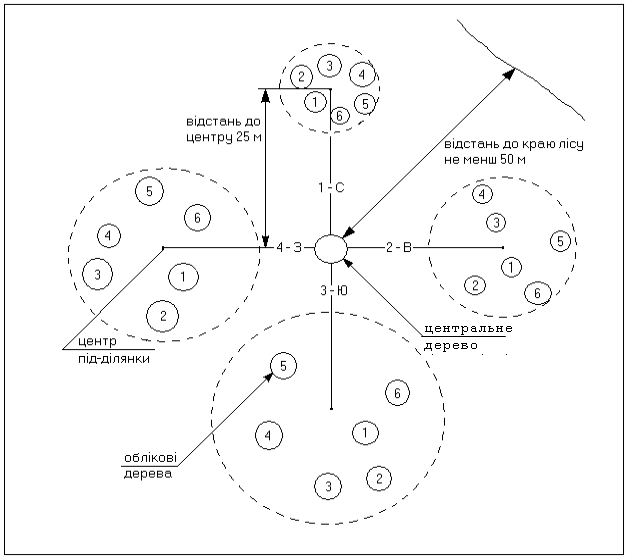 3
2
4
1
5
6
відстань до
центру 25 м
відстань до краю лісу
не менш 50 м
1 - С
5
6
4
3
1
2
4 - З
2 - В
4
3
5
1
2
6
3 - Ю
центр
під-ділянки
центральне
дерево
5
6
4
1
3
2
облікові
дерева